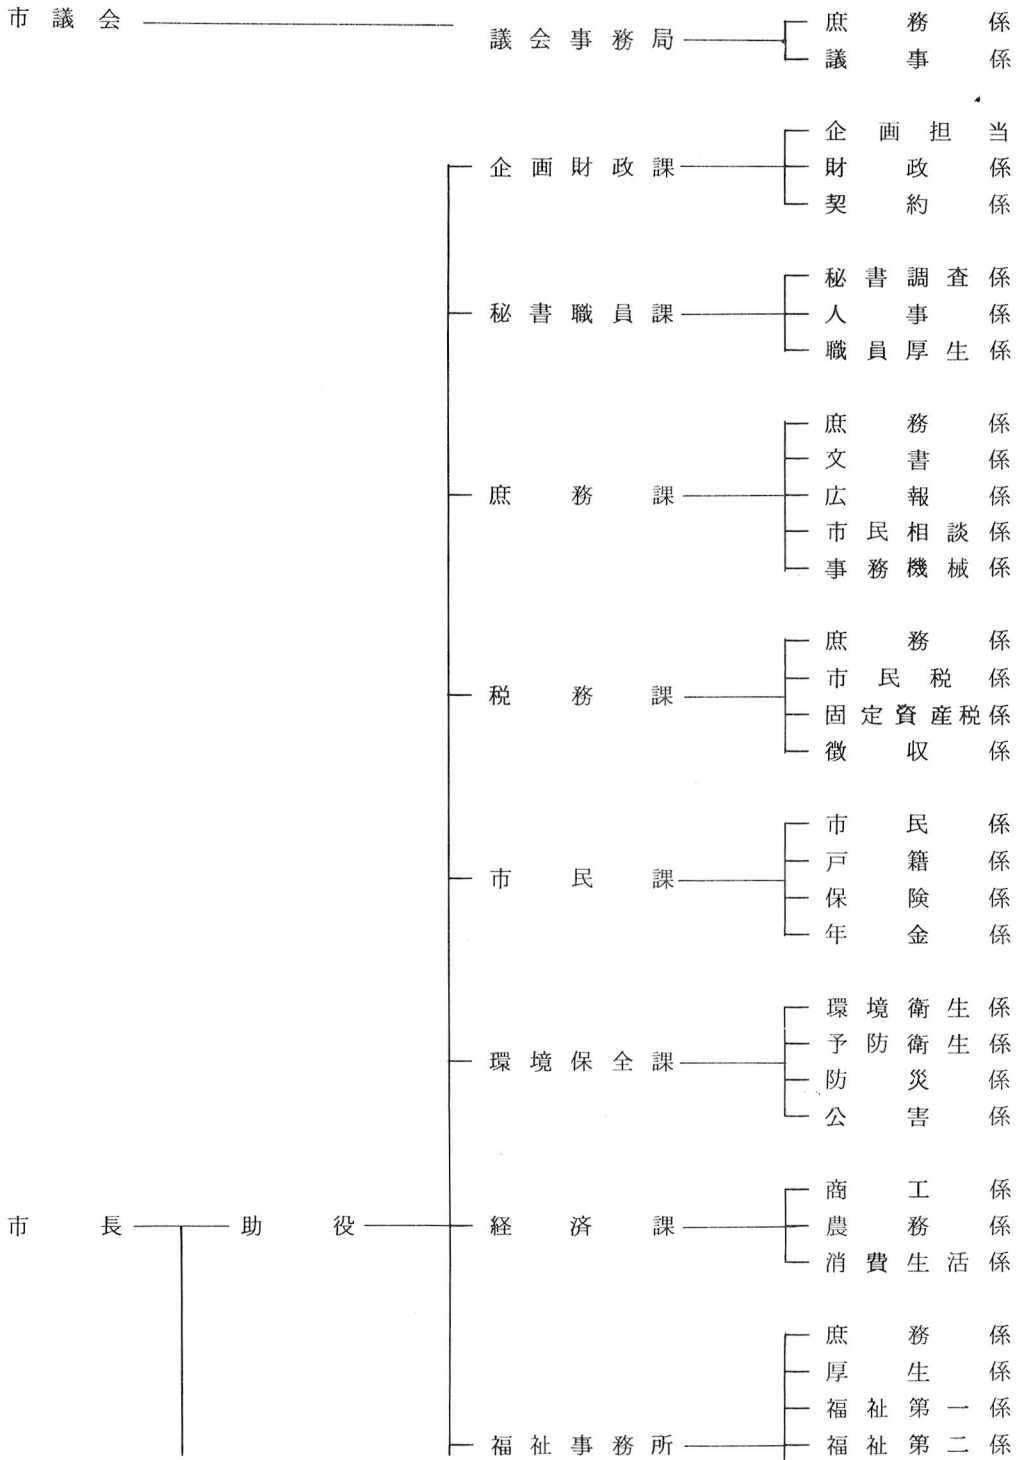 市議会
議会事務局
庶務係
議事係
企画担当
企画財政課
財政係
契約係
秘書調査係
秘書職員課
人事係
職員厚生係
庶務係
文書係
庶務課
広報係
市民相談係
事務機械係
庶務係
市民税係
税務課
固定資産税係
徴収係
市民係
戸籍係
市民課
保険係
年金係
環境衛生係
予防衛生係
環境保全課
防災係
公害係
商工係
市長
助役
経済課
農務係
消費生活係
庶務係
厚生係
福祉第一係
福祉事務所
福祉第二係